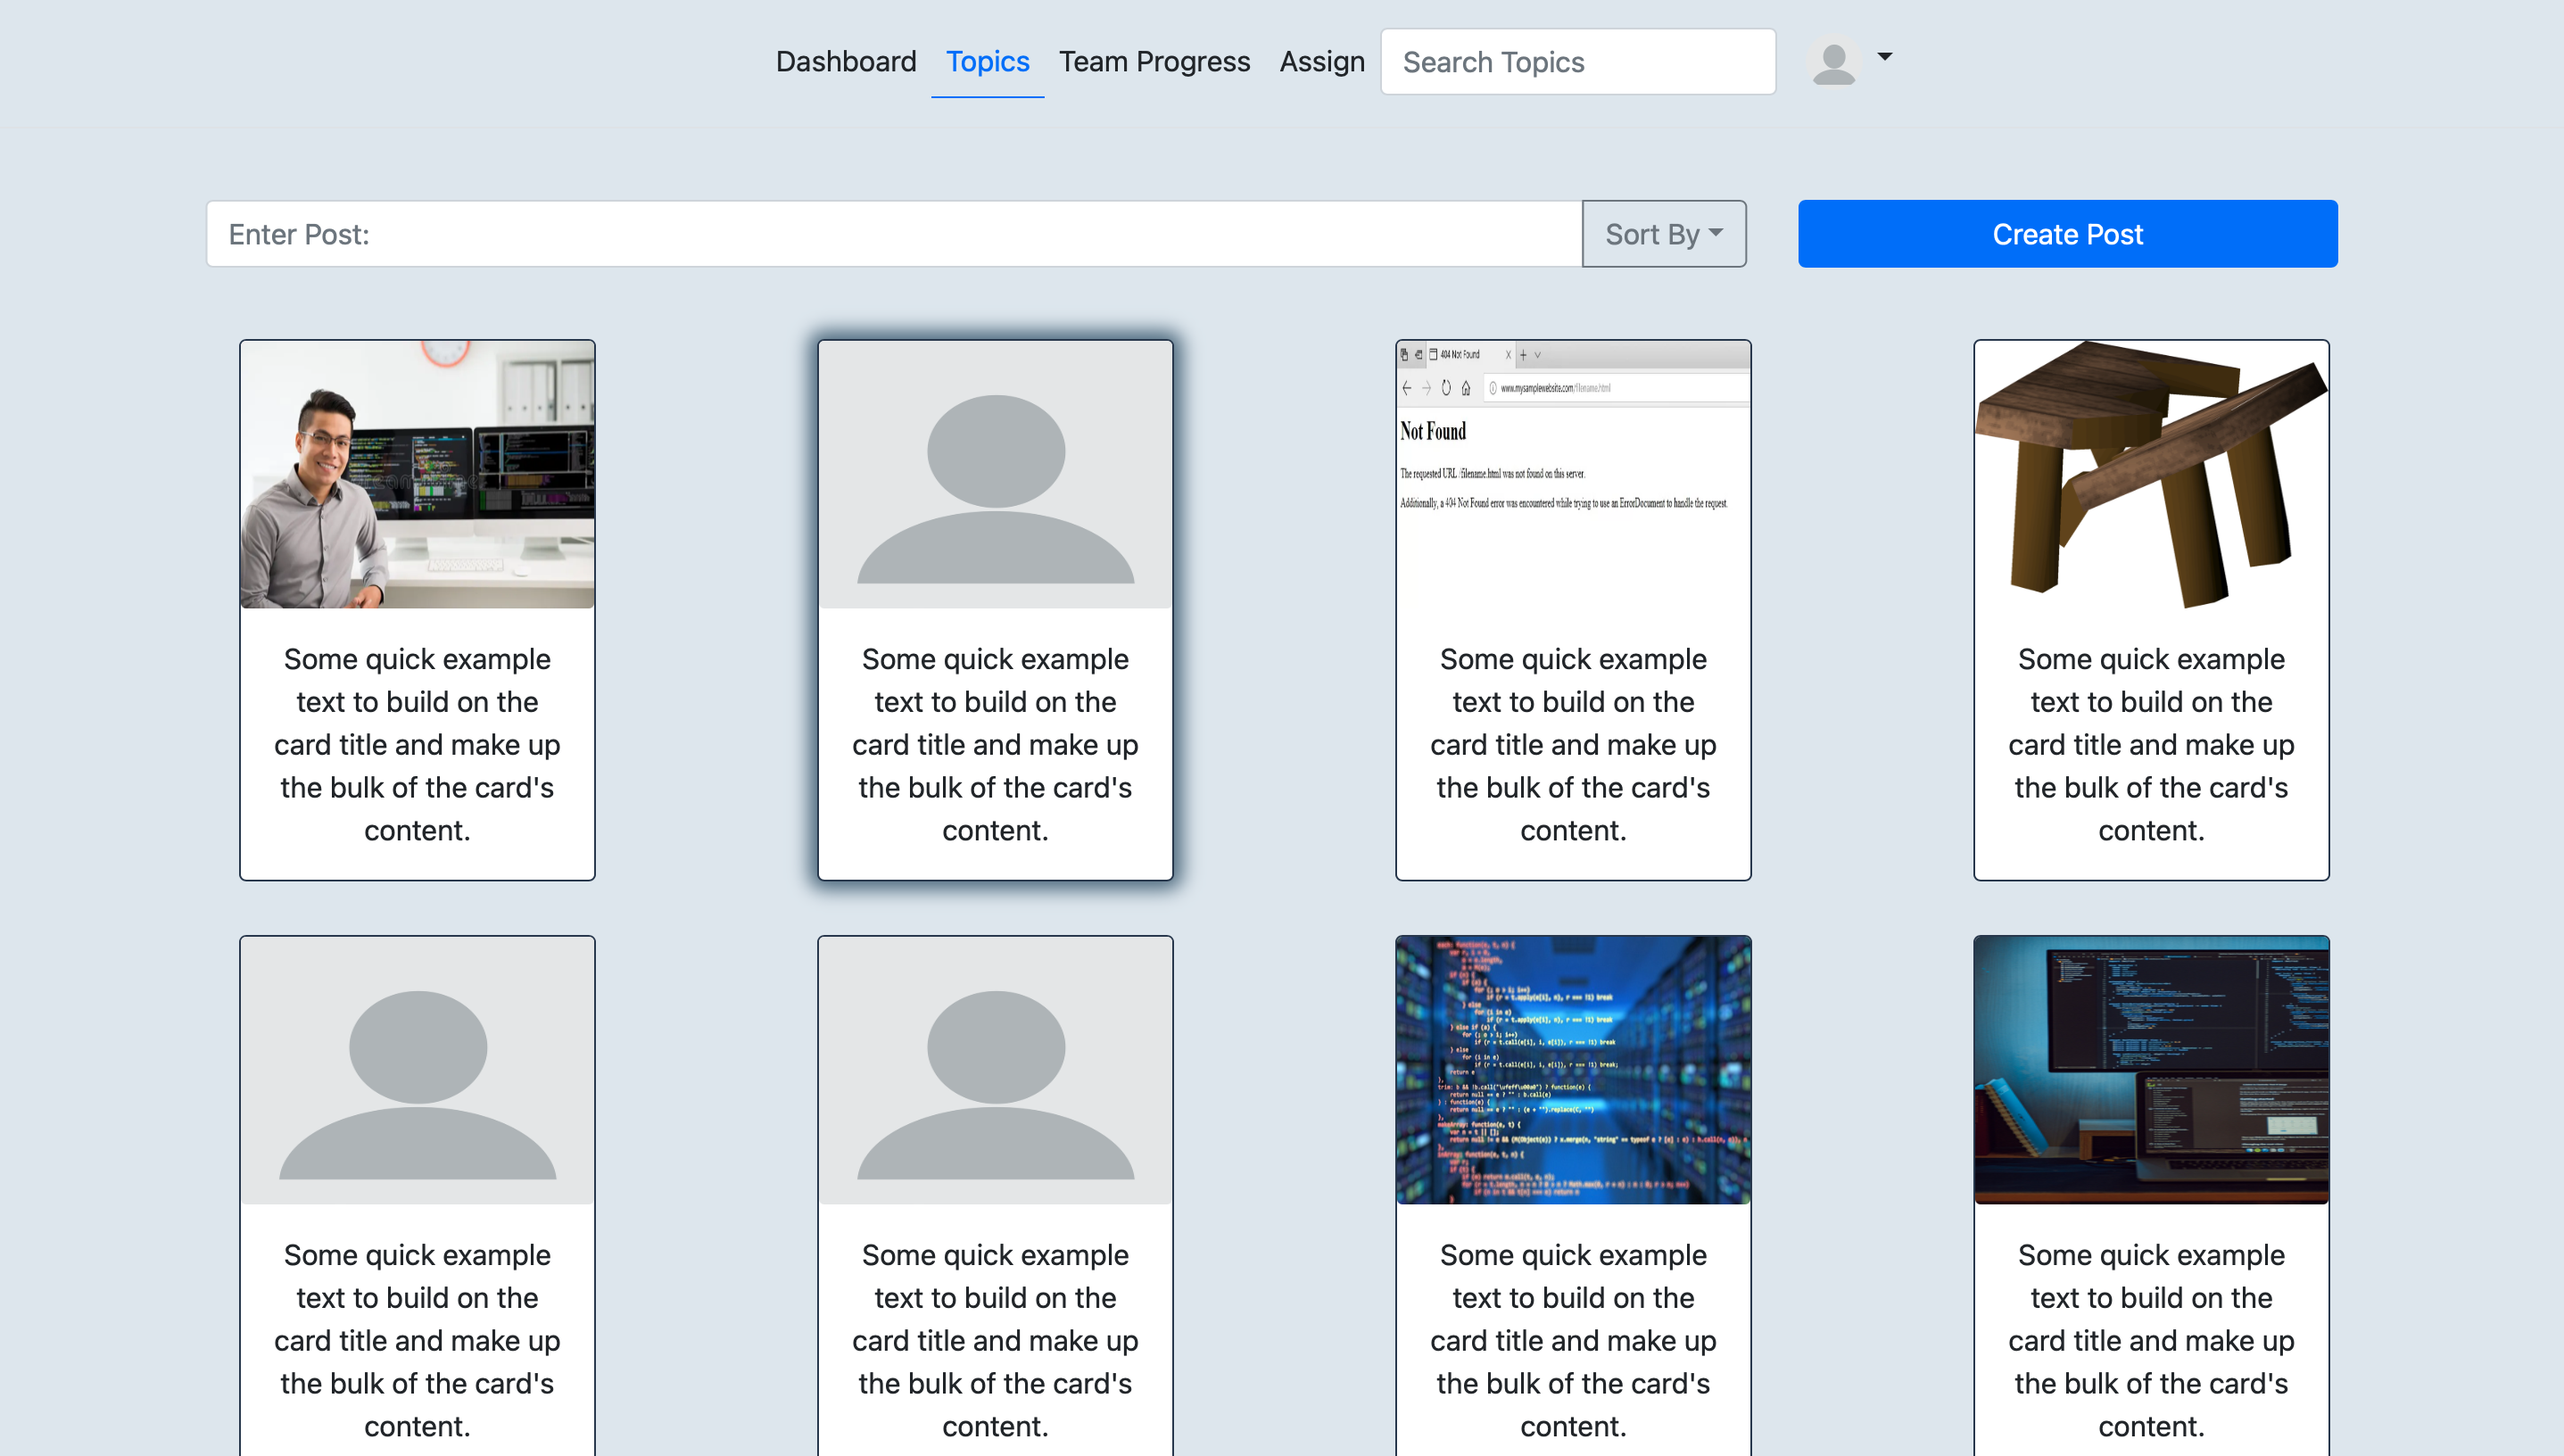 Dashboard Topics Team Progress Assign Search Topics
Enter Post: Sort By Create Post
404 Not Found
www.mysamplewebsite.com/filename.html
Not Found
The requested URL /filename.html was not found on this server.
Additionally, a 404 Not Found error was encountered while trying to use an ErrorDocument to handle the request.
Some quick example
text to build on the
card title and make up
the bulk of the card's
content.
Some quick example
text to build on the
card title and make up
the bulk of the card's
content.
Some quick example
text to build on the
card title and make up
the bulk of the card's
content.
Some quick example
text to build on the
card title and make up
the bulk of the card's
content.
Some quick example
text to build on the
card title and make up
the bulk of the card's
content.
Some quick example
text to build on the
card title and make up
the bulk of the card's
content.
Some quick example
text to build on the
card title and make up
the bulk of the card's
content.
Some quick example
text to build on the
card title and make up
the bulk of the card's
content.